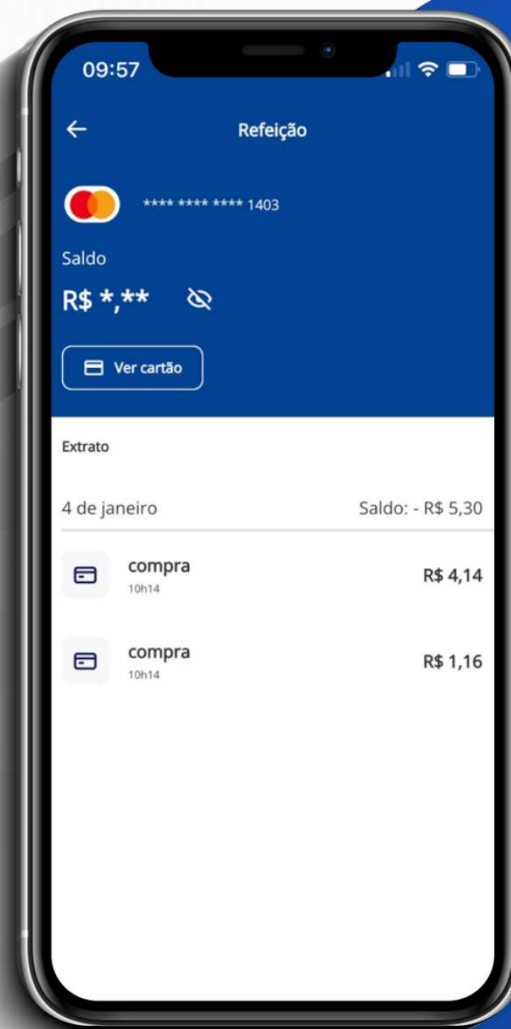 09:57
Refeição
**** **** **** 1403
Saldo
R$ *,**
Ver cartão
Extrato
4 de janeiro Saldo: - R$ 5,30
compra
10h14
R$ 4,14
compra
10h14
R$ 1,16